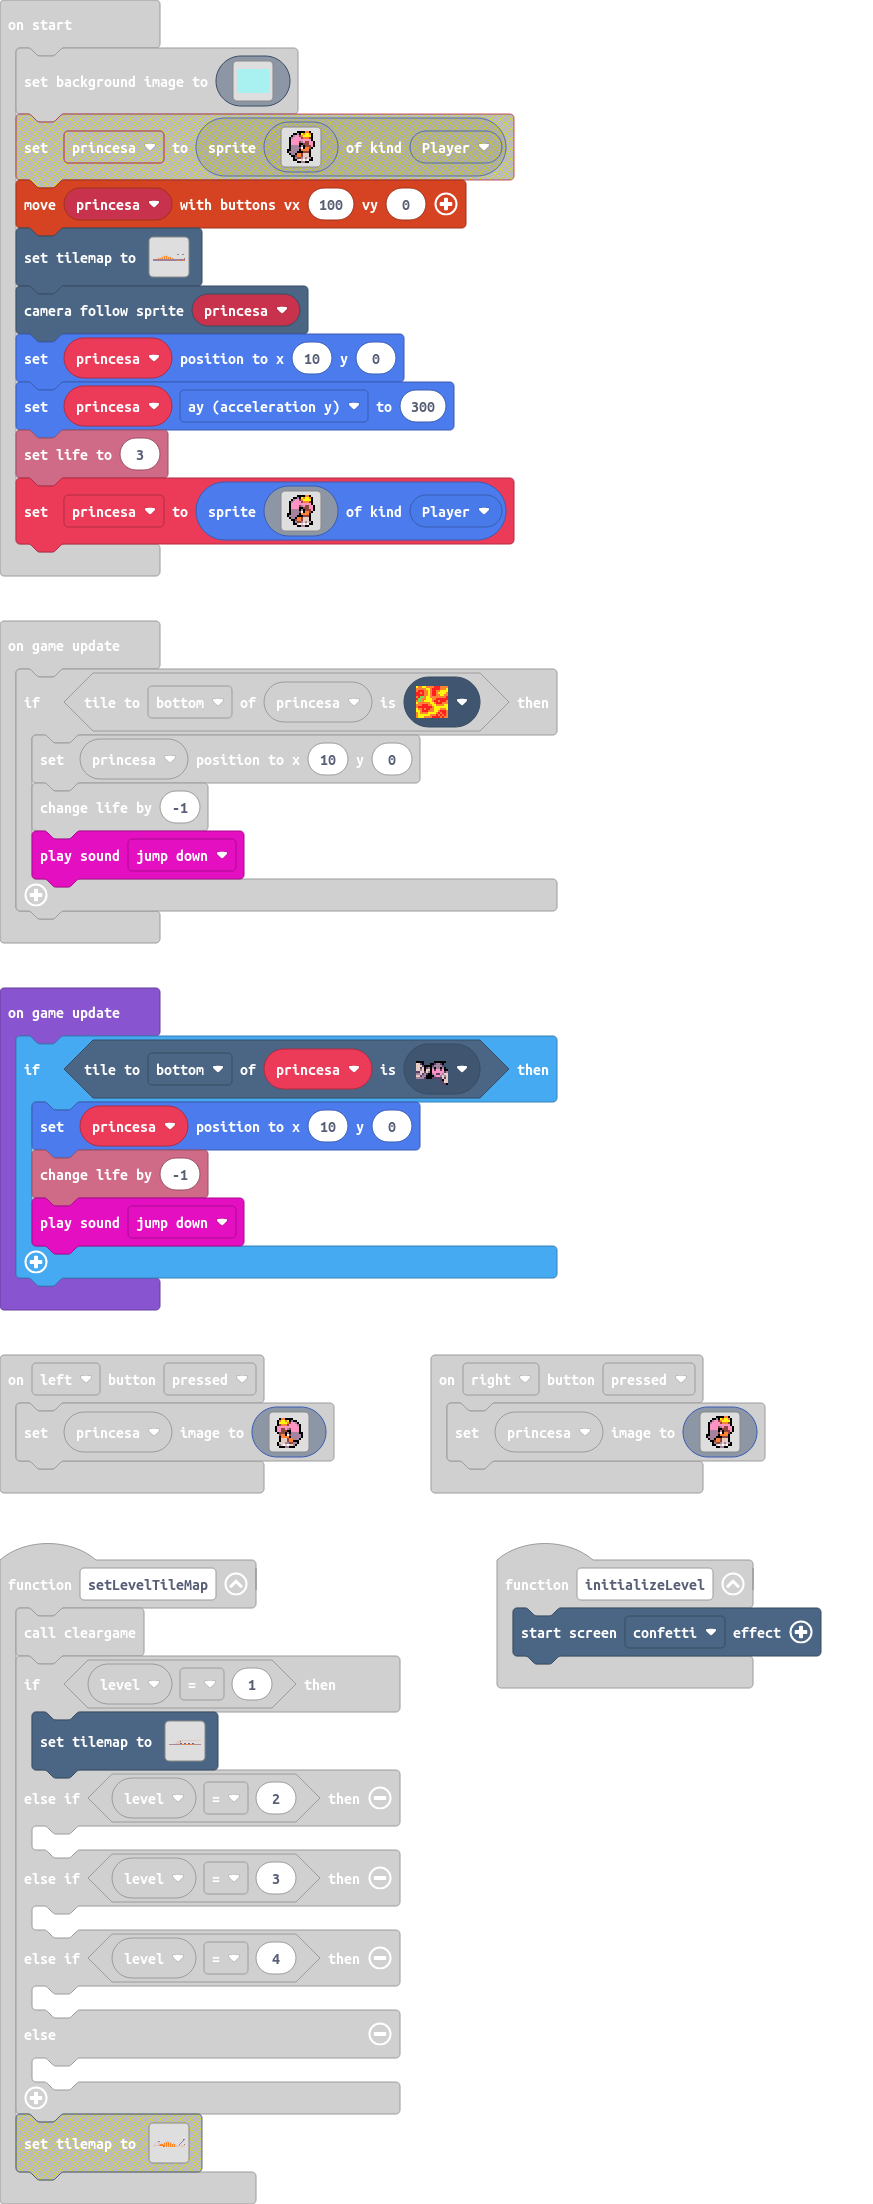 on start
set background image to
set princesa to sprite of kind Player
move princesa with buttons vx 100 vy 0
set tilemap to
camera follow sprite princesa
set princesa position to x 10 y 0
set princesa ay (acceleration y) to 300
set life to 3
set princesa to sprite of kind Player
on game update
if tile to bottom of princesa is then
set princesa position to x 10 y 0
change life by -1
play sound jump down
on game update
if tile to bottom of princesa is then
set princesa position to x 10 y 0
change life by -1
play sound jump down
on left button pressed
set princesa image to
on right button pressed
set princesa image to
function setLevelTileMap
call cleargame
if level = 1 then
set tilemap to
else if level = 2 then
else if level = 3 then
else if level = 4 then
else
set tilemap to
function initializeLevel
start screen confetti effect